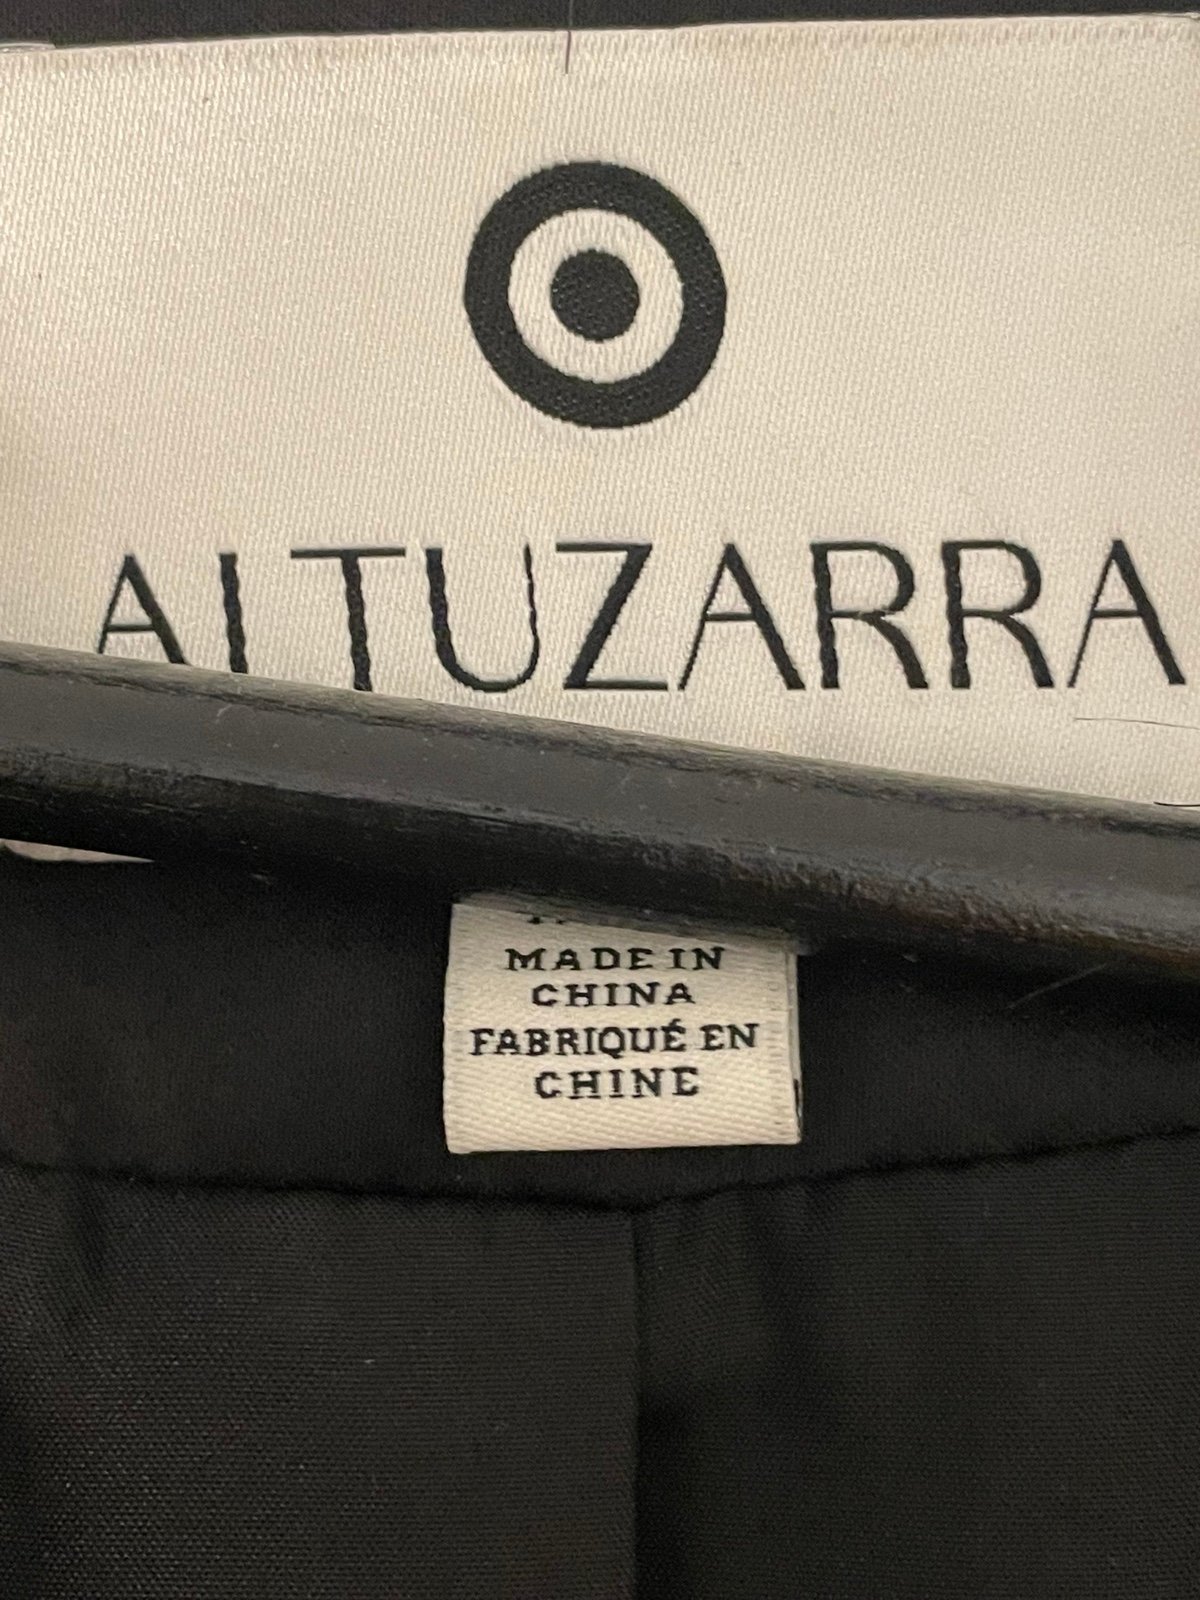 ALTUZARRA
MADE IN
CHINA
FABRIQUÉ EN
CHINE